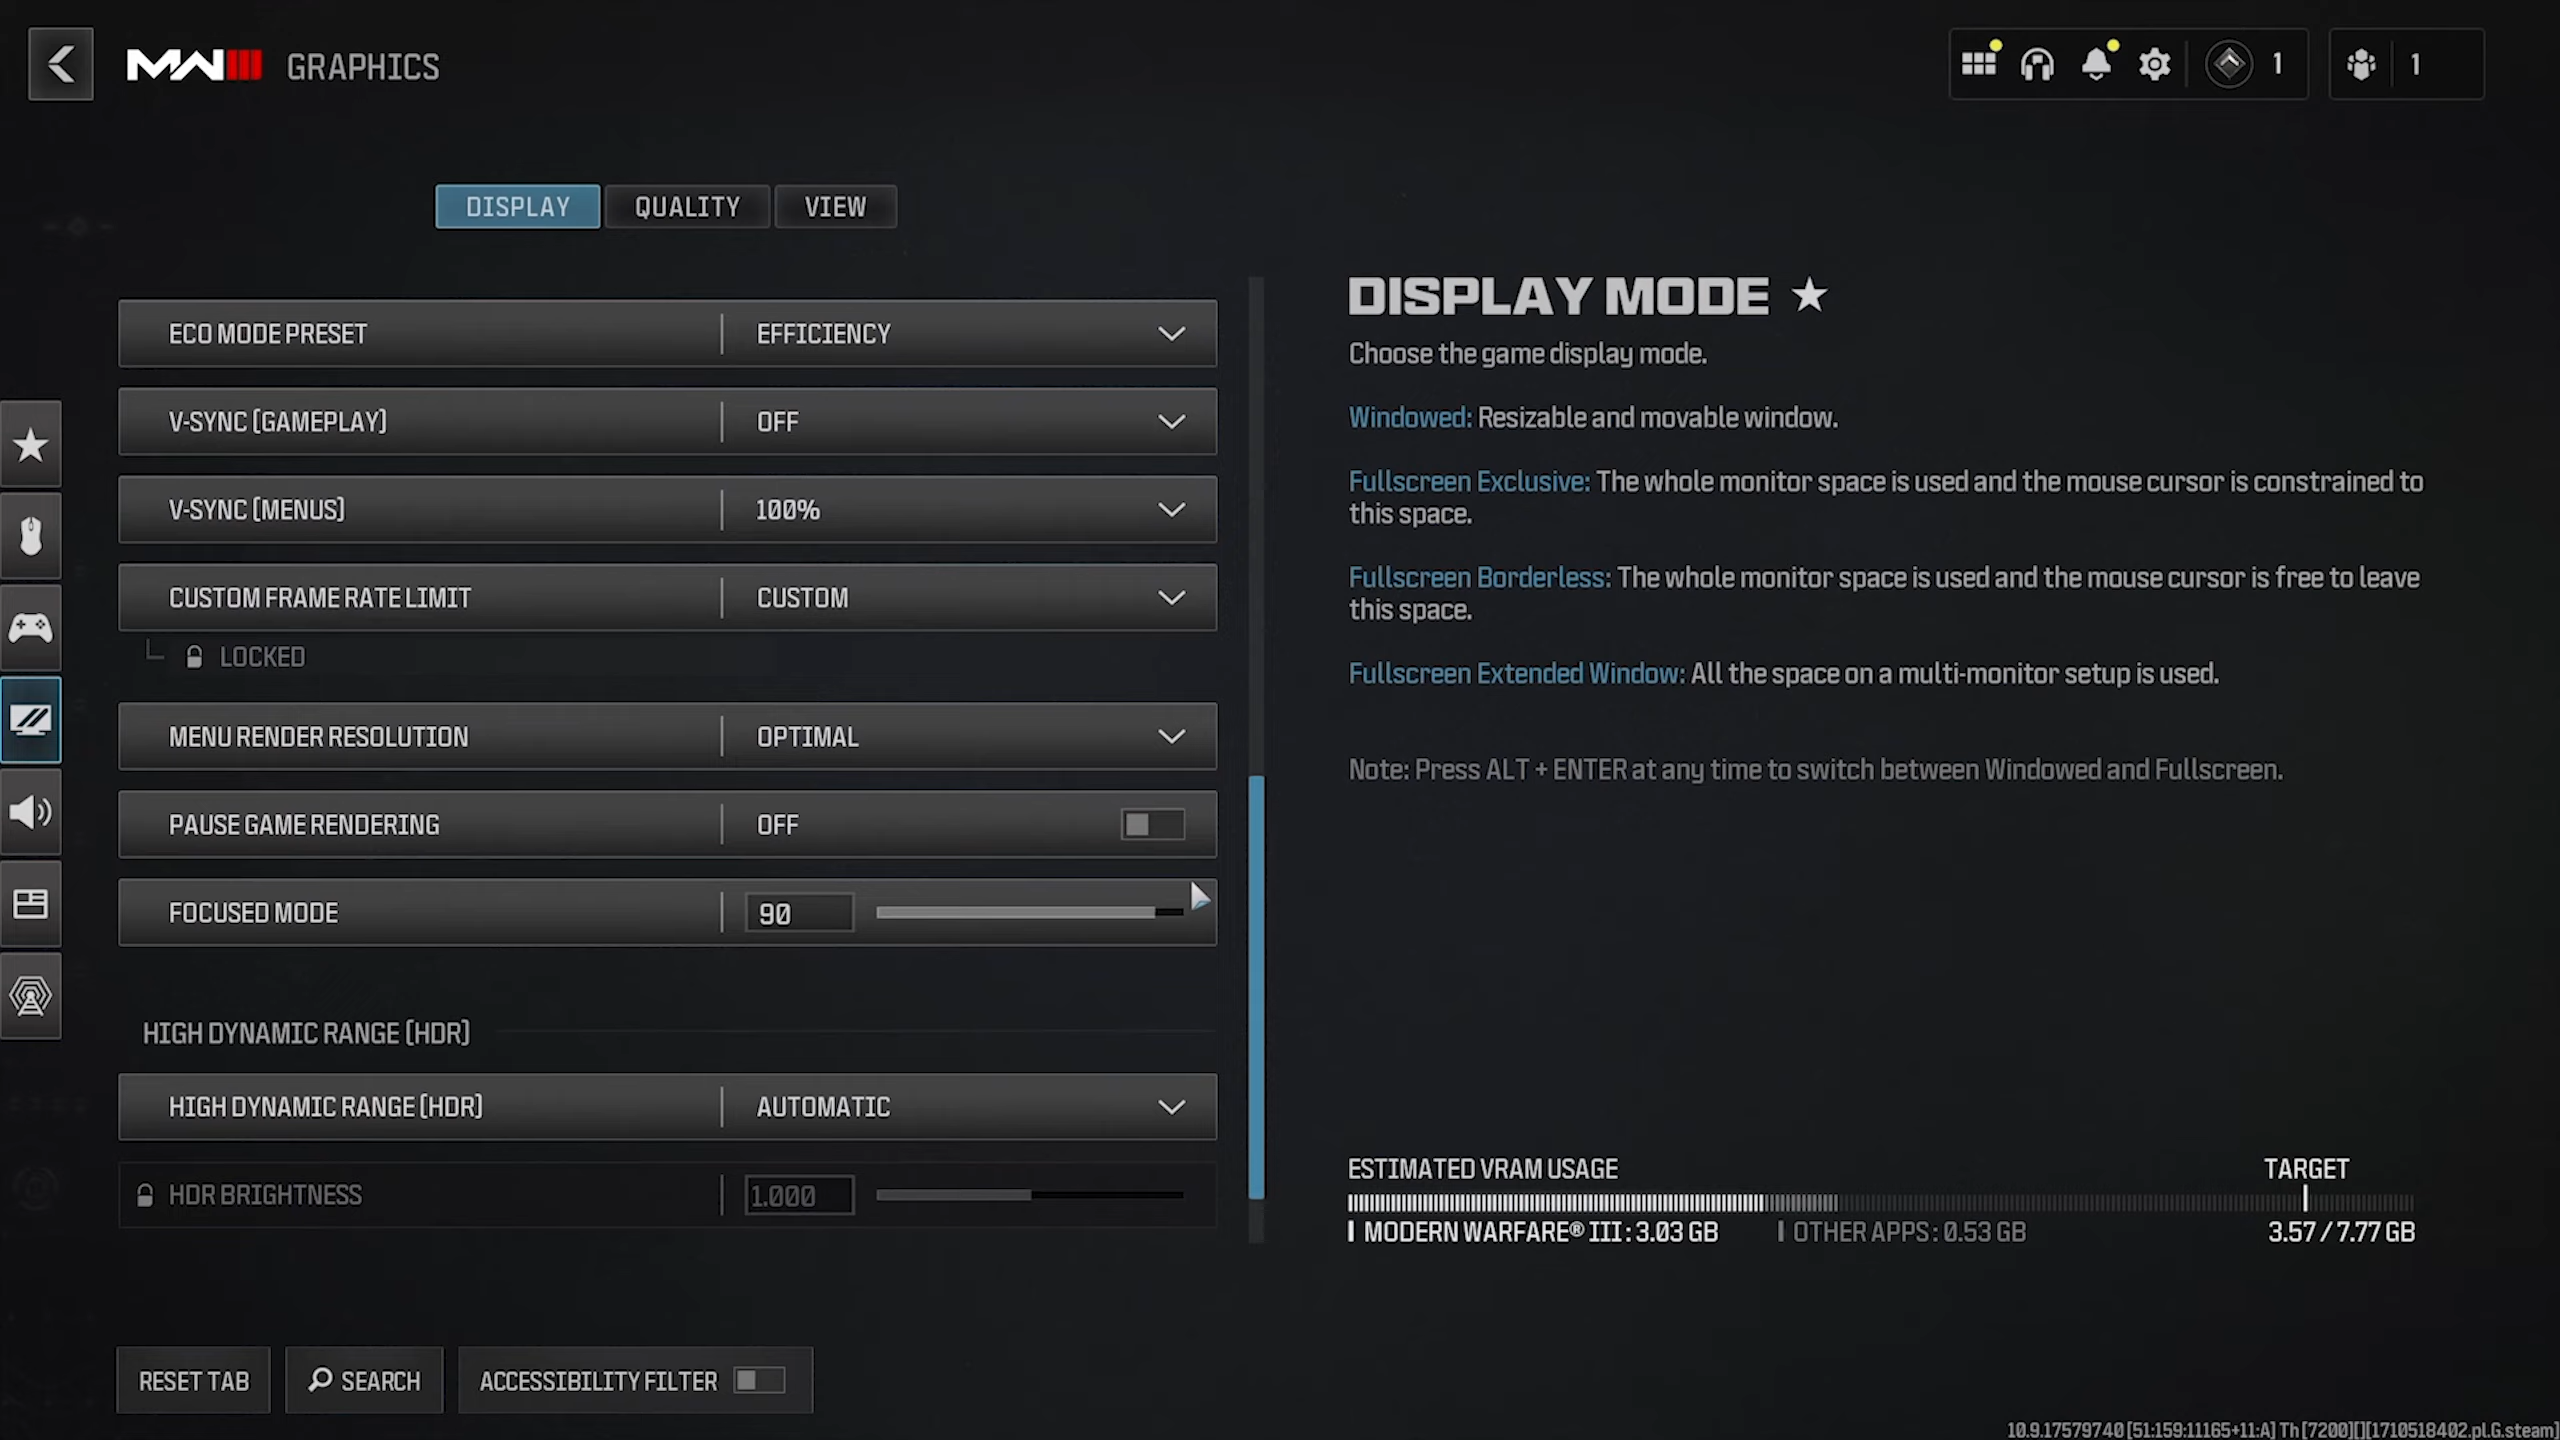 MWIII GRAPHICS
1
1
DISPLAY
QUALITY
VIEW
ECO MODE PRESET
EFFICIENCY
V-SYNC (GAMEPLAY)
OFF
V-SYNC (MENUS)
100%
CUSTOM FRAME RATE LIMIT
CUSTOM
LOCKED
MENU RENDER RESOLUTION
OPTIMAL
PAUSE GAME RENDERING
OFF
FOCUSED MODE
90
HIGH DYNAMIC RANGE (HDR)
HIGH DYNAMIC RANGE (HDR)
AUTOMATIC
HDR BRIGHTNESS
1.000
DISPLAY MODE
Choose the game display mode.
Windowed: Resizable and movable window.
Fullscreen Exclusive: The whole monitor space is used and the mouse cursor is constrained to
this space.
Fullscreen Borderless: The whole monitor space is used and the mouse cursor is free to leave
this space.
Fullscreen Extended Window: All the space on a multi-monitor setup is used.
Note: Press ALT + ENTER at any time to switch between Windowed and Fullscreen.
ESTIMATED VRAM USAGE
TARGET
MODERN WARFARE® III : 3.03 GB
OTHER APPS : 0.53 GB
3.57 / 7.77 GB
RESET TAB
SEARCH
ACCESSIBILITY FILTER
10.9.17579740 [51:159:11165+11:A] Th [7200][][1710518402.pl.G.steam]